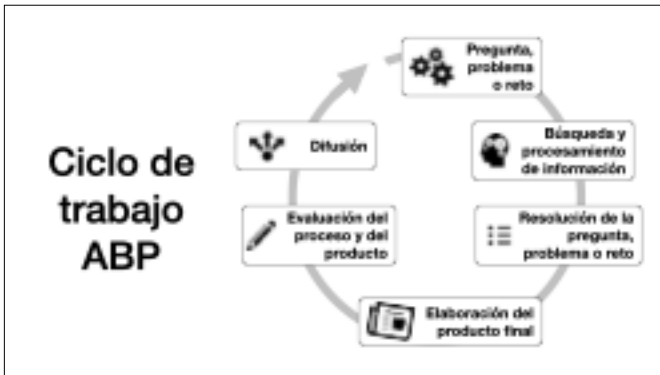 Ciclo de
trabajo
ABP
Pregunta,
problema
o reto
Búsqueda y
procesamiento
de información
Resolución de la
pregunta,
problema o reto
Elaboración del
producto final
Evaluación del
proceso y del
producto
Difusión